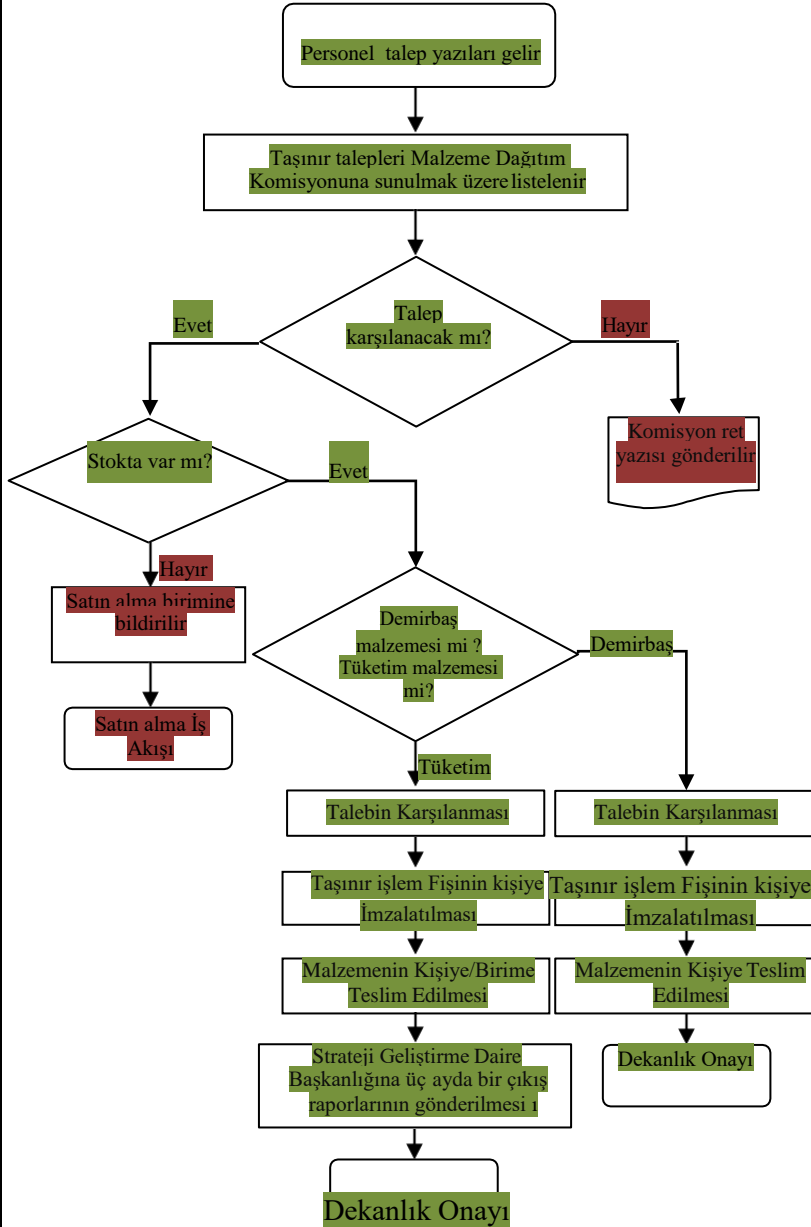 Personel talep yazıları gelir
Taşınır talepleri Malzeme Dağıtım
Komisyonuna sunulmak üzere listelenir
Talep
karşılanacak mı?
Evet
Hayır
Komisyon ret
yazısı gönderilir
Stokta var mı?
Evet
Hayır
Satın alma birimine
bildirilir
Satın alma İş
Akışı
Demirbaş
malzemesi mi ?
Tüketim malzemesi
mi?
Demirbaş
Tüketim
Talebin Karşılanması
Talebin Karşılanması
Taşınır işlem Fişinin kişiye
İmzalatılması
Taşınır işlem Fişinin kişiye
İmzalatılması
Malzemenin Kişiye/Birime
Teslim Edilmesi
Malzemenin Kişiye Teslim
Edilmesi
Strateji Geliştirme Daire
Başkanlığına üç ayda bir çıkış
raporlarının gönderilmesi ı
Dekanlık Onayı
Dekanlık Onayı